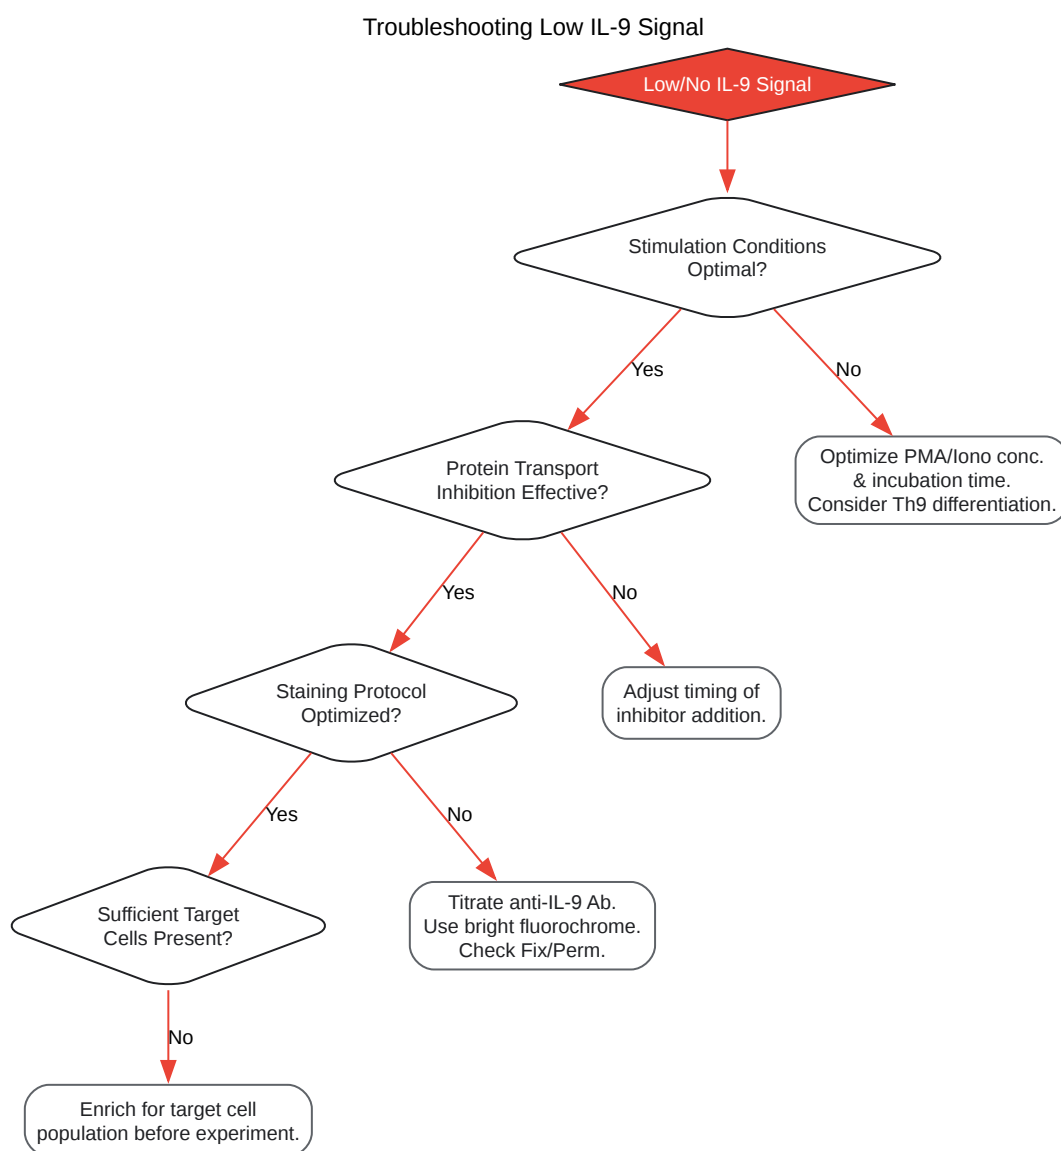 Troubleshooting Low IL-9 Signal
Low/No IL-9 Signal
Stimulation Conditions
Optimal?
Yes
No
Protein Transport
Inhibition Effective?
Optimize PMA/Iono conc.
& incubation time.
Consider Th9 differentiation.
Yes
No
Staining Protocol
Optimized?
Adjust timing of
inhibitor addition.
Yes
No
Sufficient Target
Cells Present?
Titrate anti-IL-9 Ab.
Use bright fluorochrome.
Check Fix/Perm.
No
Enrich for target cell
population before experiment.